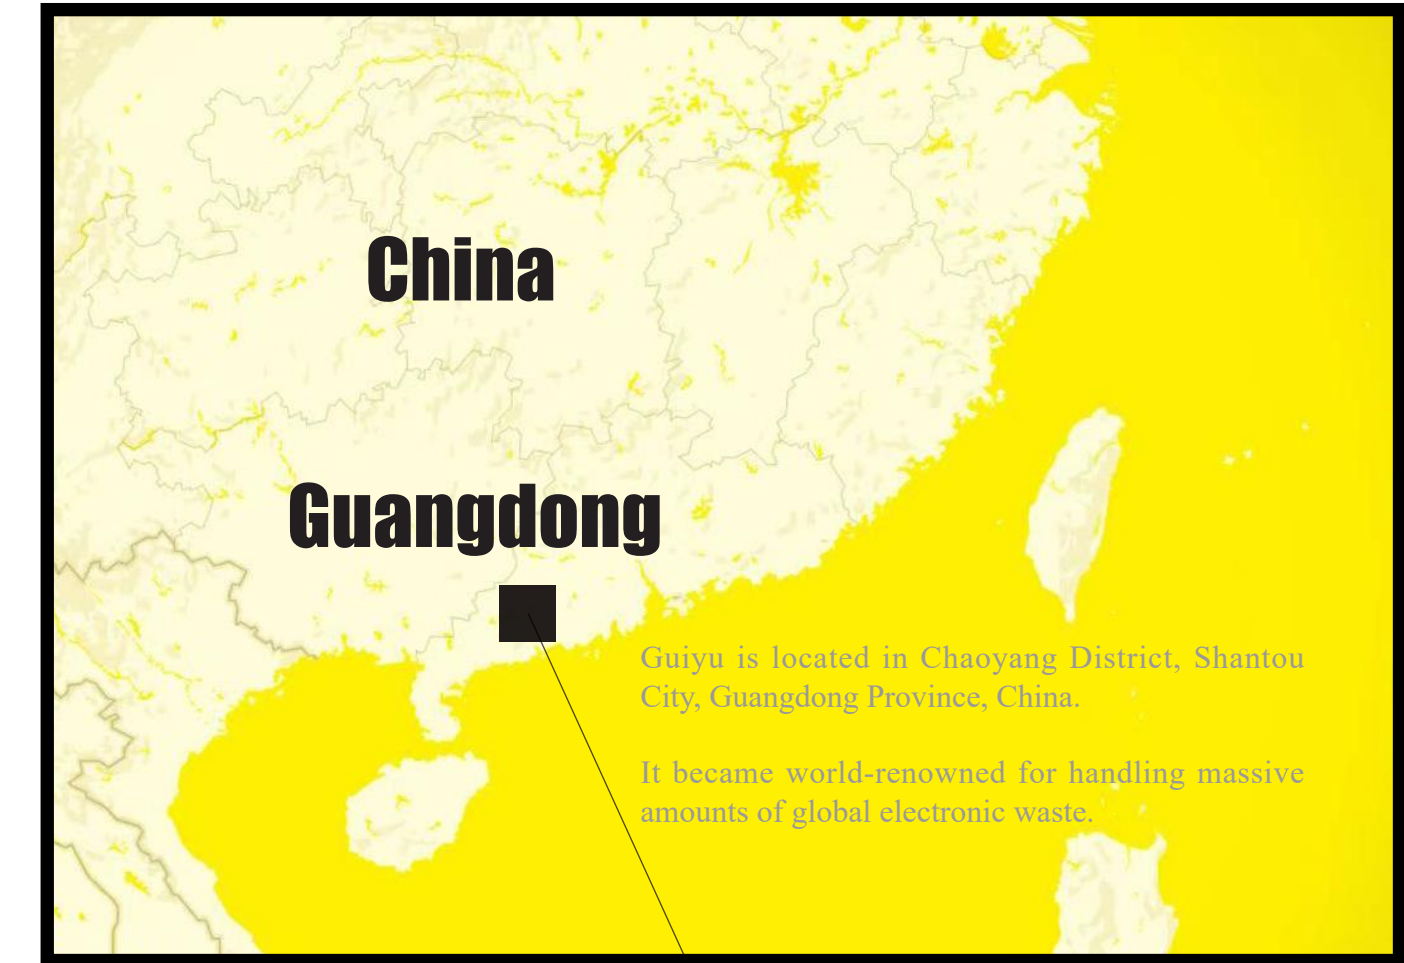 China
Guangdong
Guiyu is located in Chaoyang District, Shantou
City, Guangdong Province, China.
It became world-renowned for handling massive
amounts of global electronic waste.